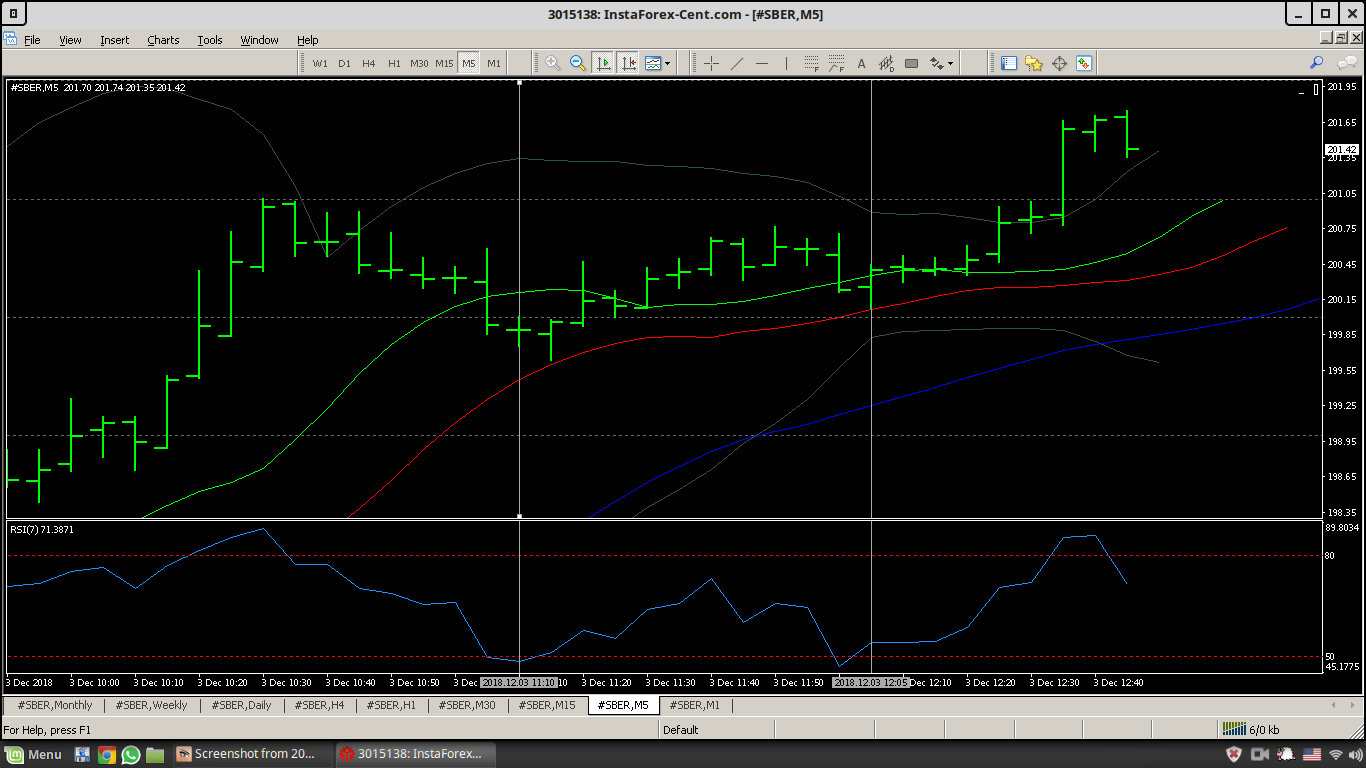 3015138: InstaForex-Cent.com - [#SBER,M5]
File View Insert Charts Tools Window Help
W1 D1 H4 H1 M30 M15 M5 M1
#SBER,M5 201.70 201.74 201.35 201.42
201.95
201.65
201.42
201.35
201.05
200.75
200.45
200.15
199.85
199.55
199.25
198.95
198.65
198.35
RSI(7) 71.3871
89.8034
80
50
45.1775
3 Dec 2018 3 Dec 10:00 3 Dec 10:10 3 Dec 10:20 3 Dec 10:30 3 Dec 10:40 3 Dec 10:50 3 Dec 2018.12.03 11:10 10 3 Dec 11:20 3 Dec 11:30 3 Dec 11:40 3 Dec 11:50 2018.12.03 12:05 Dec 12:10 3 Dec 12:20 3 Dec 12:30 3 Dec 12:40
#SBER,Monthly #SBER,Weekly #SBER,Daily #SBER,H4 #SBER,H1 #SBER,M30 #SBER,M15 #SBER,M5 #SBER,M1
For Help, press F1 Default 6/0 kb
Menu Screenshot from 20... 3015138: InstaForex...